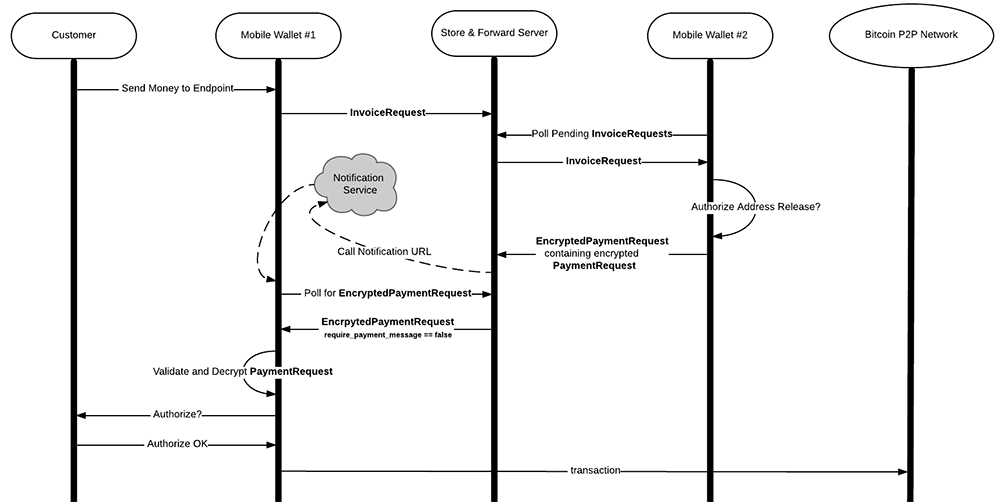 Customer
Mobile Wallet #1
Store & Forward Server
Mobile Wallet #2
Bitcoin P2P Network
Send Money to Endpoint
InvoiceRequest
Poll Pending InvoiceRequests
InvoiceRequest
Notification
Service
Authorize Address Release?
Call Notification URL
EncryptedPaymentRequest
containing encrypted
PaymentRequest
Poll for EncryptedPaymentRequest
EncrpytedPaymentRequest
require_payment_message == false
Validate and Decrypt PaymentRequest
Authorize?
Authorize OK
transaction